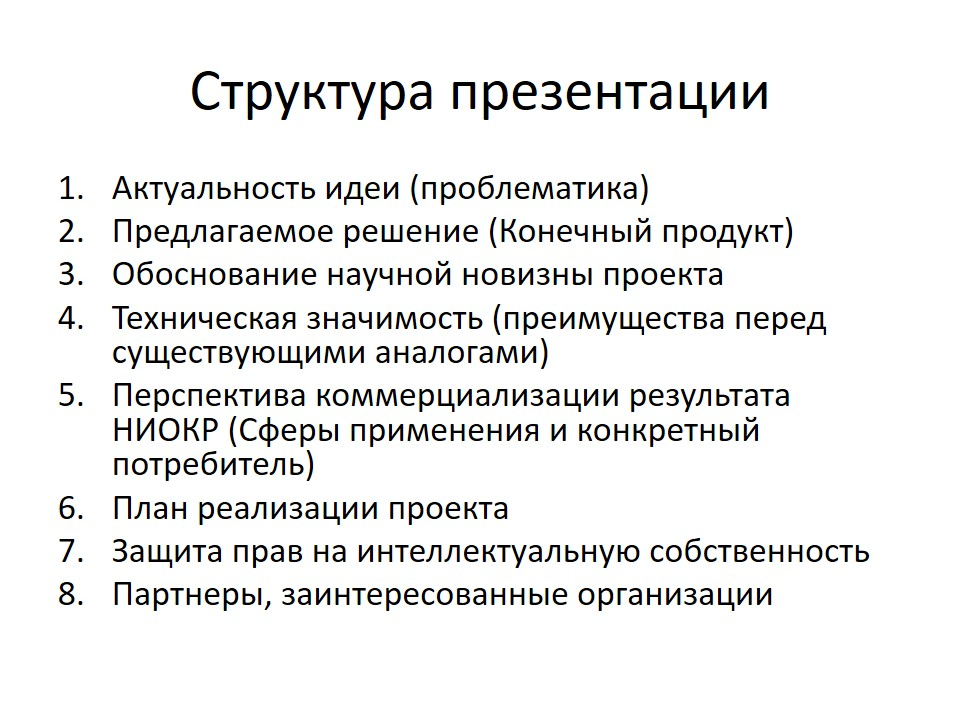 Структура презентации
1. Актуальность идеи (проблематика)
2. Предлагаемое решение (Конечный продукт)
3. Обоснование научной новизны проекта
4. Техническая значимость (преимущества перед
существующими аналогами)
5. Перспектива коммерциализации результата
НИОКР (Сферы применения и конкретный
потребитель)
6. План реализации проекта
7. Защита прав на интеллектуальную собственность
8. Партнеры, заинтересованные организации